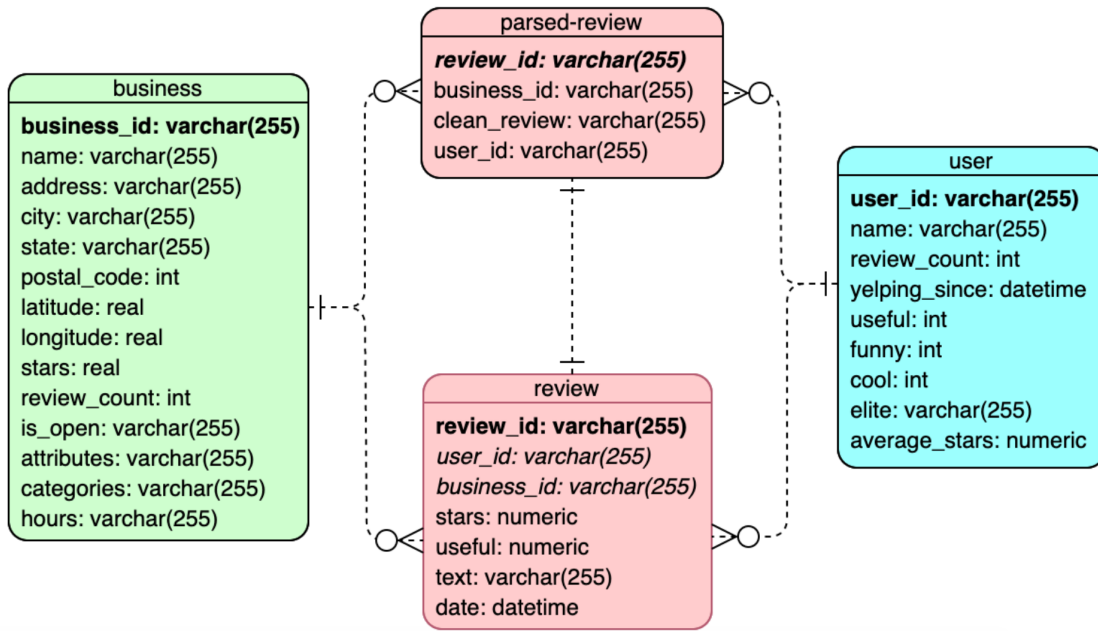 business
business_id: varchar(255)
name: varchar(255)
address: varchar(255)
city: varchar(255)
state: varchar(255)
postal_code: int
latitude: real
longitude: real
stars: real
review_count: int
is_open: varchar(255)
attributes: varchar(255)
categories: varchar(255)
hours: varchar(255)
parsed-review
review_id: varchar(255)
business_id: varchar(255)
clean_review: varchar(255)
user_id: varchar(255)
review
review_id: varchar(255)
user_id: varchar(255)
business_id: varchar(255)
stars: numeric
useful: numeric
text: varchar(255)
date: datetime
user
user_id: varchar(255)
name: varchar(255)
review_count: int
yelping_since: datetime
useful: int
funny: int
cool: int
elite: varchar(255)
average_stars: numeric